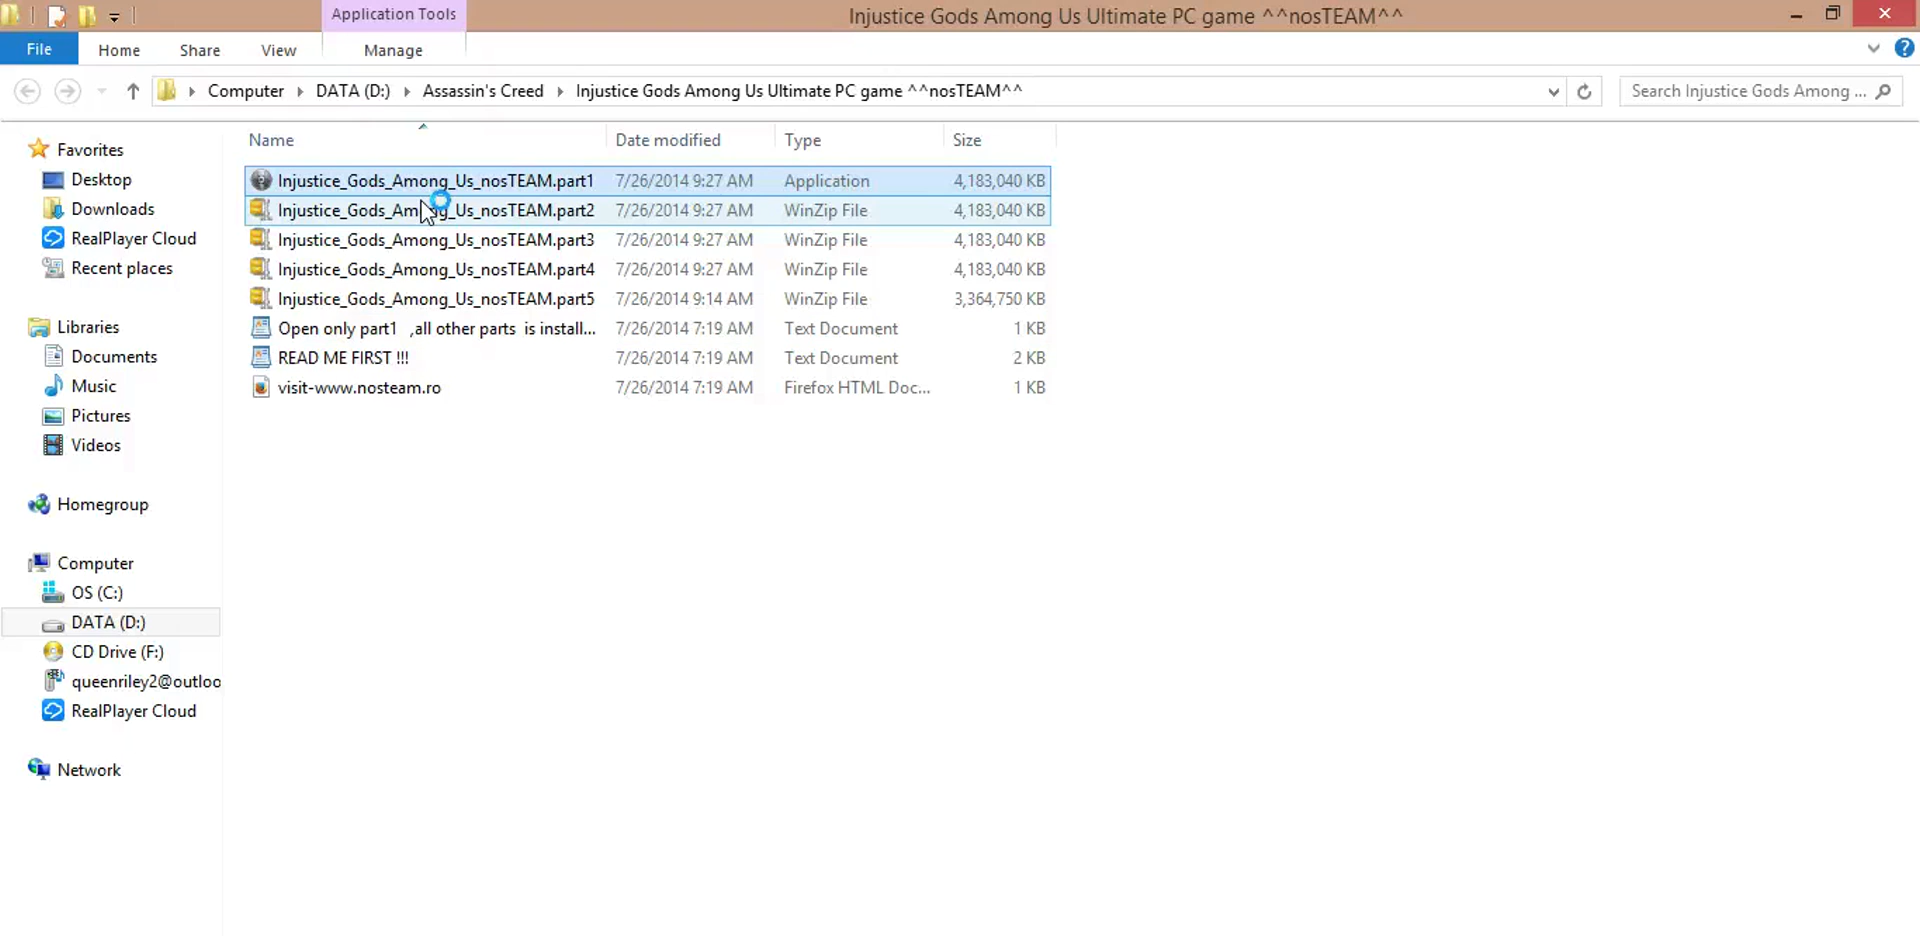 Application Tools
Injustice Gods Among Us Ultimate PC game ^^nosTEAM^^
File Home Share View Manage
Computer DATA (D:) Assassin's Creed Injustice Gods Among Us Ultimate PC game ^^nosTEAM^^
Search Injustice Gods Among ...
Name Date modified Type Size
Injustice_Gods_Among_Us_nosTEAM.part1 7/26/2014 9:27 AM Application 4,183,040 KB
Injustice_Gods_Among_Us_nosTEAM.part2 7/26/2014 9:27 AM WinZip File 4,183,040 KB
Injustice_Gods_Among_Us_nosTEAM.part3 7/26/2014 9:27 AM WinZip File 4,183,040 KB
Injustice_Gods_Among_Us_nosTEAM.part4 7/26/2014 9:27 AM WinZip File 4,183,040 KB
Injustice_Gods_Among_Us_nosTEAM.part5 7/26/2014 9:14 AM WinZip File 3,364,750 KB
Open only part1 ,all other parts is install... 7/26/2014 7:19 AM Text Document 1 KB
READ ME FIRST !!! 7/26/2014 7:19 AM Text Document 2 KB
visit-www.nosteam.ro 7/26/2014 7:19 AM Firefox HTML Doc... 1 KB
Favorites
Desktop
Downloads
RealPlayer Cloud
Recent places
Libraries
Documents
Music
Pictures
Videos
Homegroup
Computer
OS (C:)
DATA (D:)
CD Drive (F:)
queenriley2@outloo
RealPlayer Cloud
Network